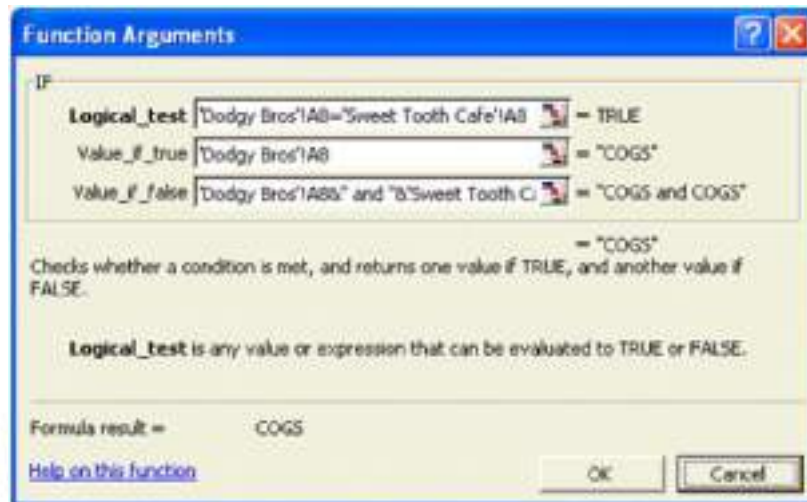 Function Arguments
IF
Logical_test 'Dodgy Bros'!A8='Sweet Tooth Cafe'!A8 = TRUE
Value_if_true 'Dodgy Bros'!A8 = "COGS"
Value_if_false 'Dodgy Bros'!A8&" and "&'Sweet Tooth Ca = "COGS and COGS"
= "COGS"
Checks whether a condition is met, and returns one value if TRUE, and another value if
FALSE.
Logical_test is any value or expression that can be evaluated to TRUE or FALSE.
Formula result = COGS
Help on this function
OK
Cancel